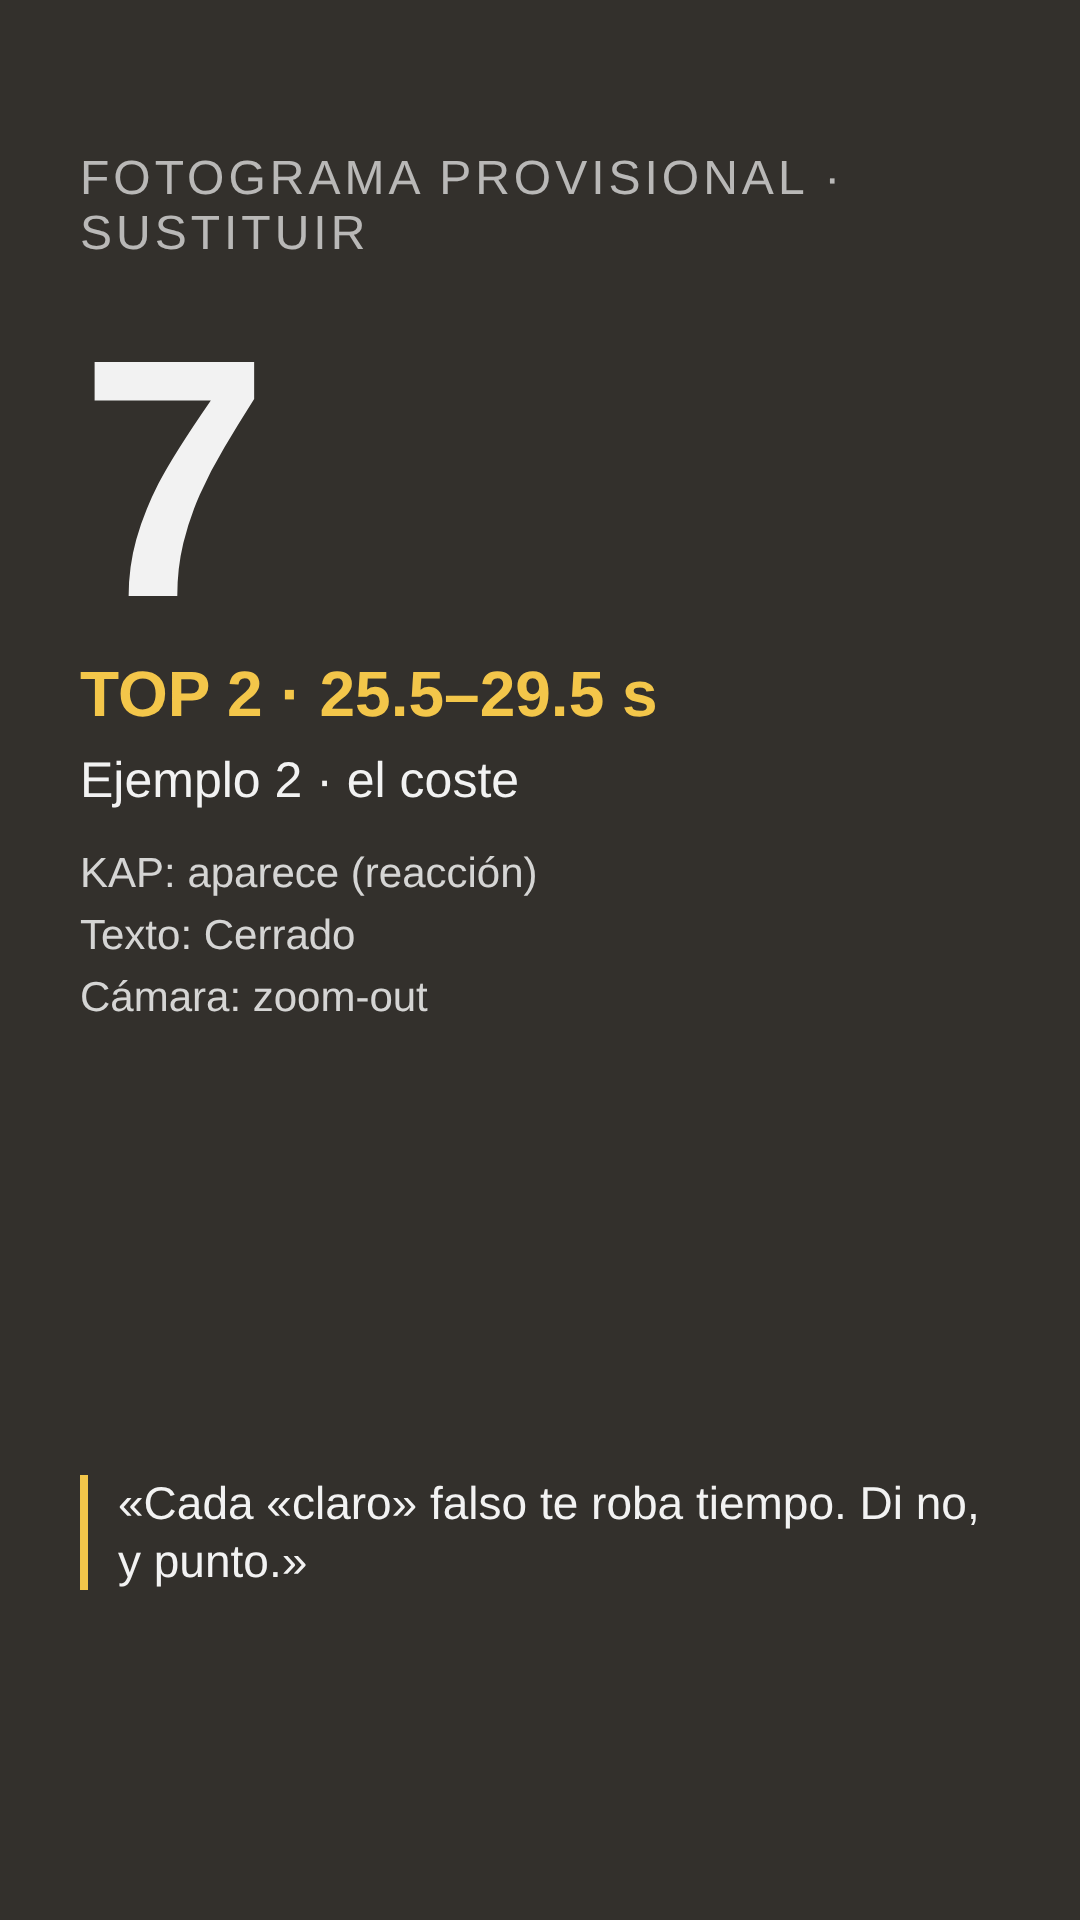 FOTOGRAMA PROVISIONAL ·
SUSTITUIR
7
TOP 2 · 25.5–29.5 s
Ejemplo 2 · el coste
KAP: aparece (reacción)
Texto: Cerrado
Cámara: zoom-out
«Cada «claro» falso te roba tiempo. Di no,
y punto.»